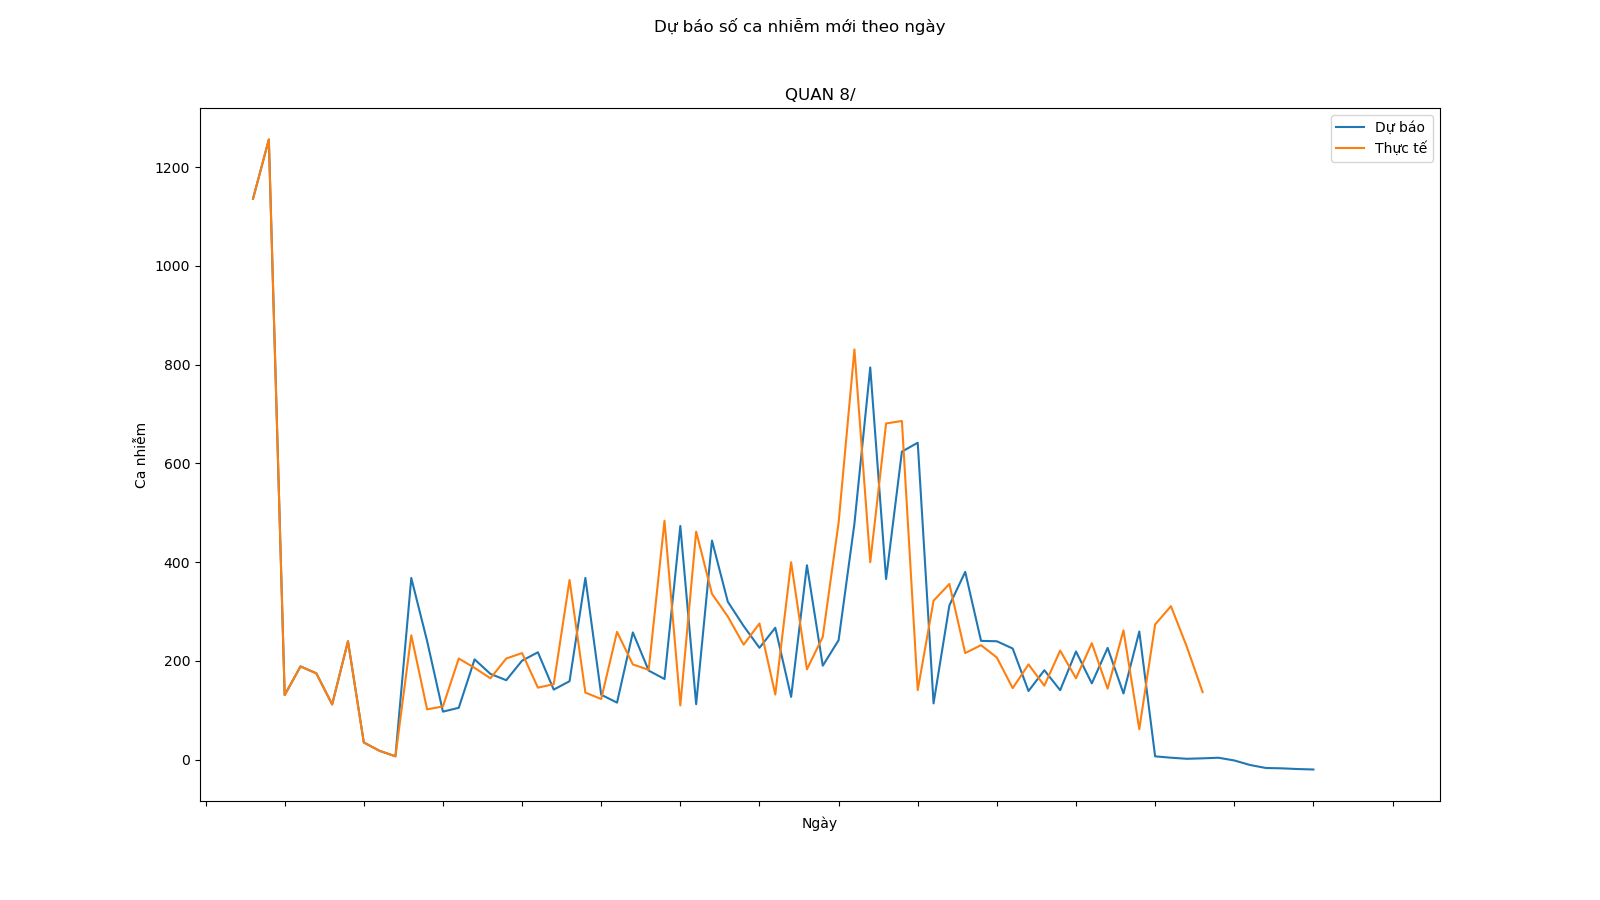 Dự báo số ca nhiễm mới theo ngày
QUAN 8/
Dự báo
Thực tế
1200
1000
800
600
400
200
0
Ca nhiễm
Ngày